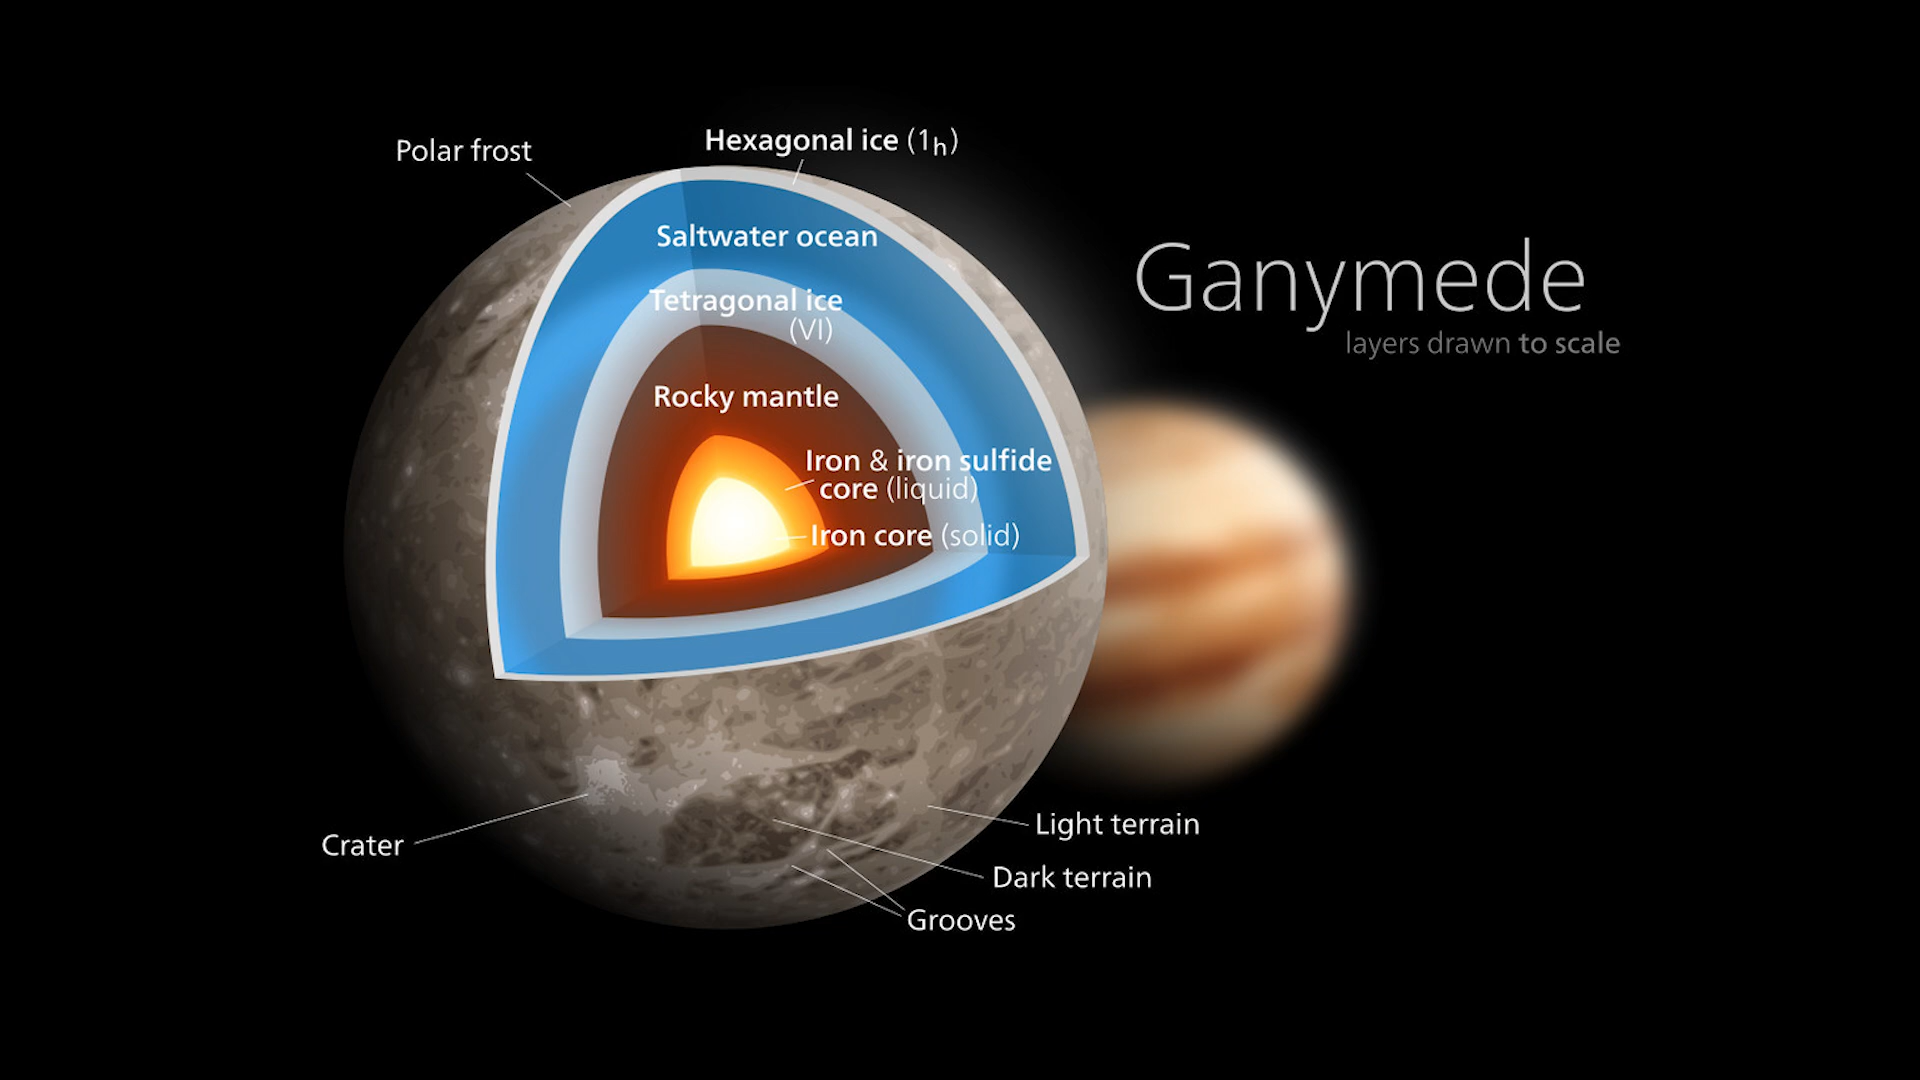 Polar frost
Hexagonal ice (1h)
Saltwater ocean
Tetragonal ice
(VI)
Rocky mantle
Iron & iron sulfide
core (liquid)
Iron core (solid)
Ganymede
layers drawn to scale
Crater
Light terrain
Dark terrain
Grooves